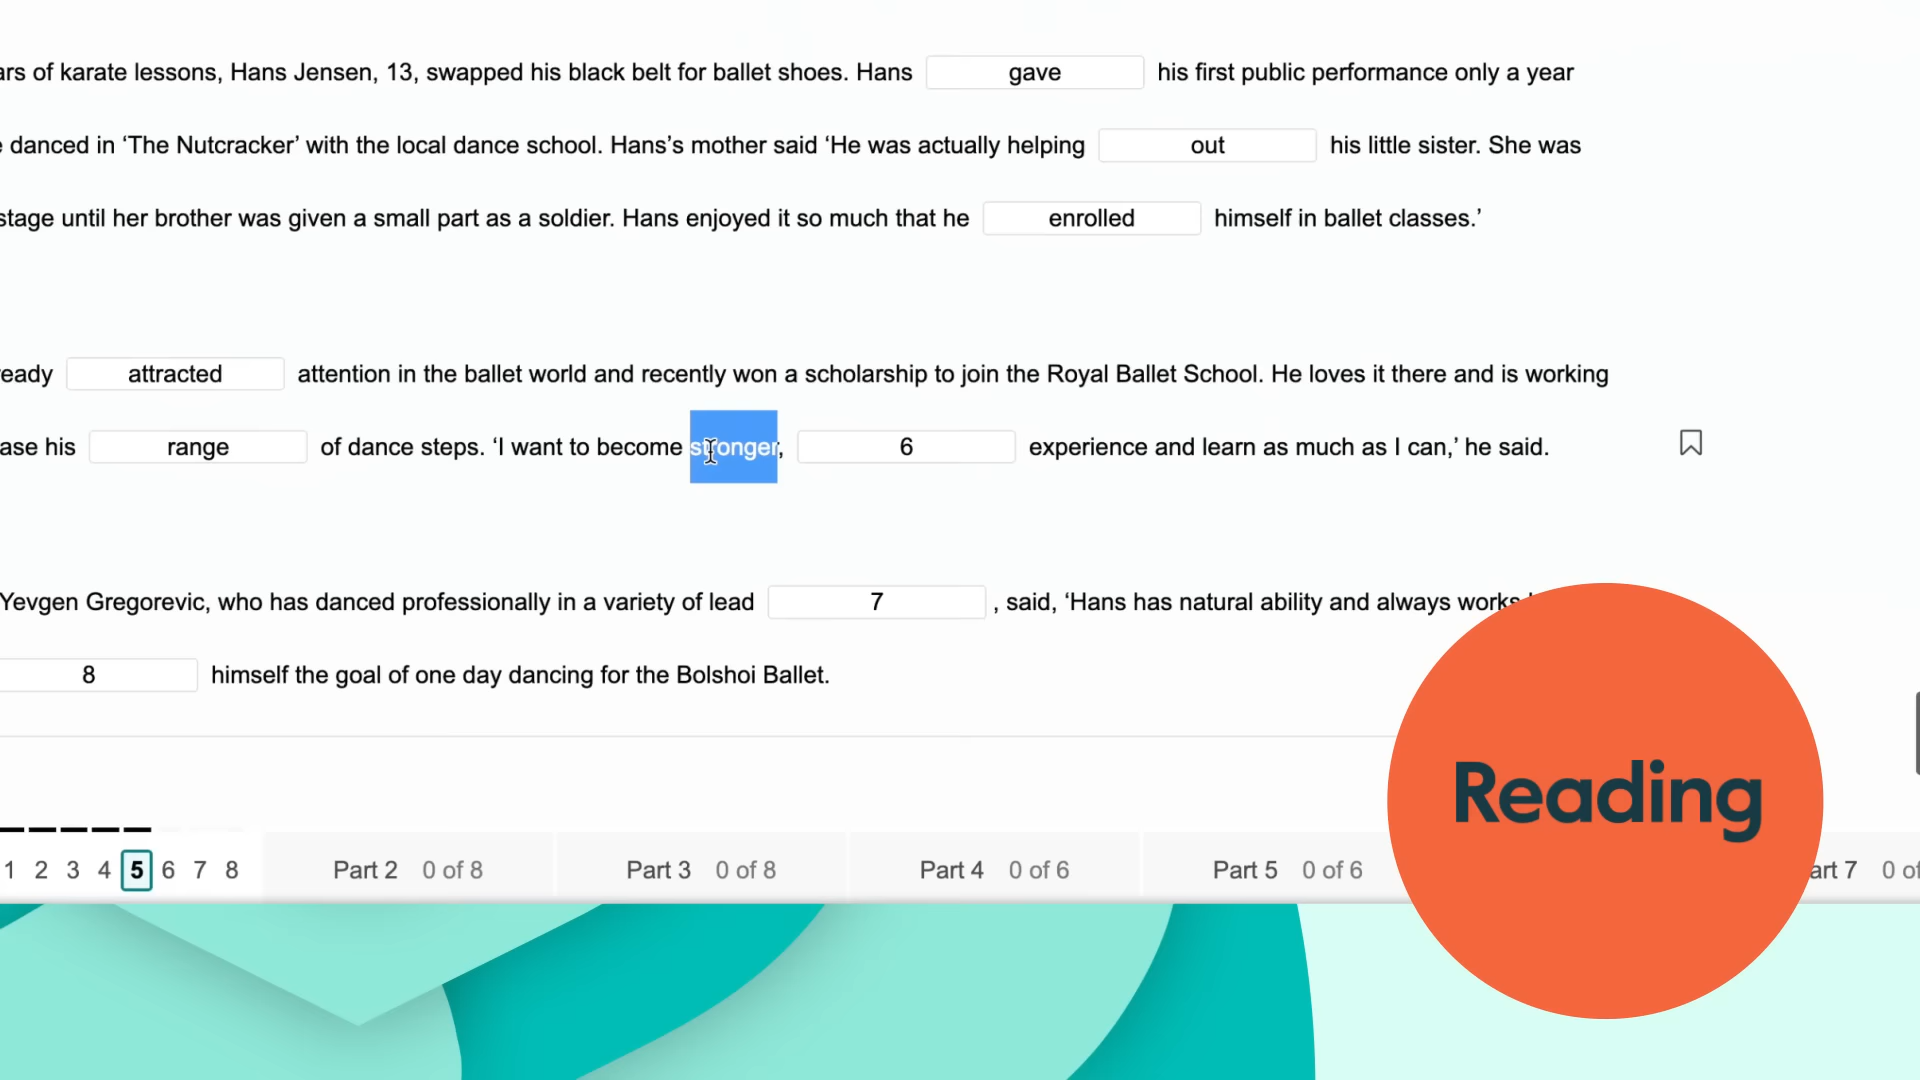 ars of karate lessons, Hans Jensen, 13, swapped his black belt for ballet shoes. Hans gave his first public performance only a year
e danced in ‘The Nutcracker’ with the local dance school. Hans’s mother said ‘He was actually helping out his little sister. She was
stage until her brother was given a small part as a soldier. Hans enjoyed it so much that he enrolled himself in ballet classes.’
eady attracted attention in the ballet world and recently won a scholarship to join the Royal Ballet School. He loves it there and is working
ase his range of dance steps. ‘I want to become stronger, 6 experience and learn as much as I can,’ he said.
Yevgen Gregorevic, who has danced professionally in a variety of lead 7 , said, ‘Hans has natural ability and always works
8 himself the goal of one day dancing for the Bolshoi Ballet.
Reading
1 2 3 4 5 6 7 8 Part 2 0 of 8 Part 3 0 of 8 Part 4 0 of 6 Part 5 0 of 6 art 7 0 of